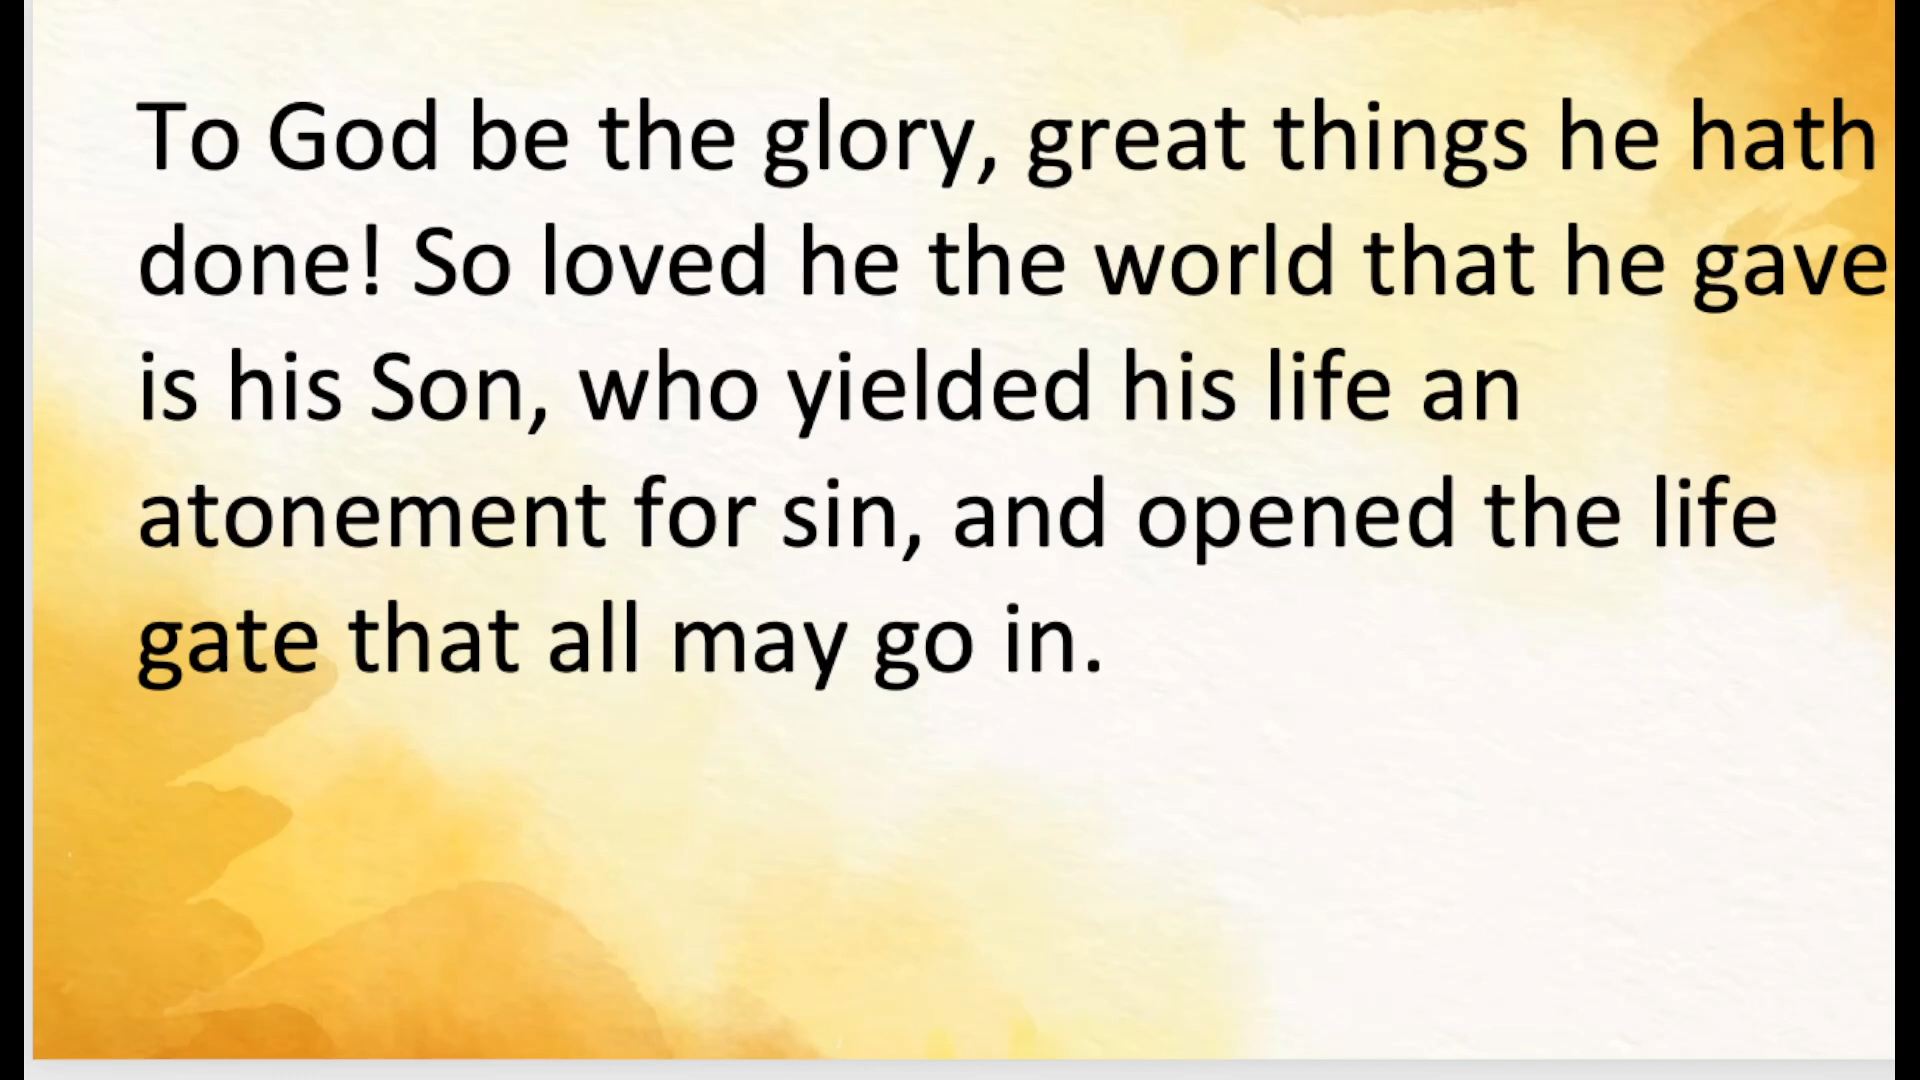 To God be the glory, great things he hath
done! So loved he the world that he gave
is his Son, who yielded his life an
atonement for sin, and opened the life
gate that all may go in.